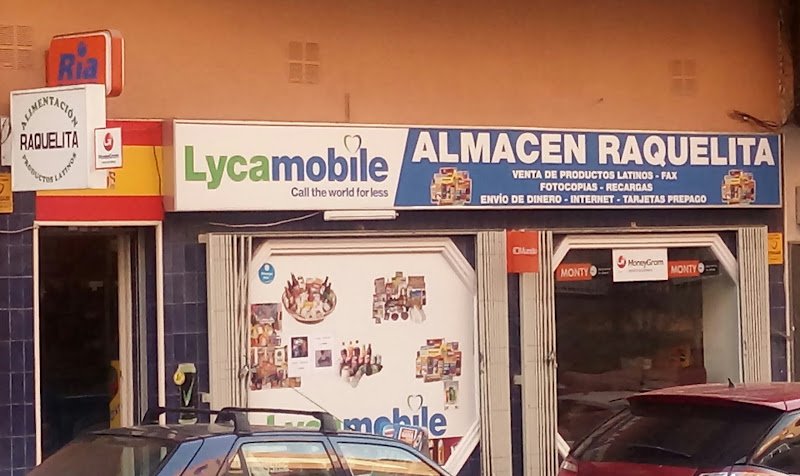 Ria
ALIMENTACIÓN
RAQUELITA
PRODUCTOS LATINOS
MoneyGram
Lycamobile
Call the world for less
ALMACEN RAQUELITA
VENTA DE PRODUCTOS LATINOS - FAX
FOTOCOPIAS - RECARGAS
ENVÍO DE DINERO - INTERNET - TARJETAS PREPAGO
MoneyGram
MONTY
MONTY
Lycamobile